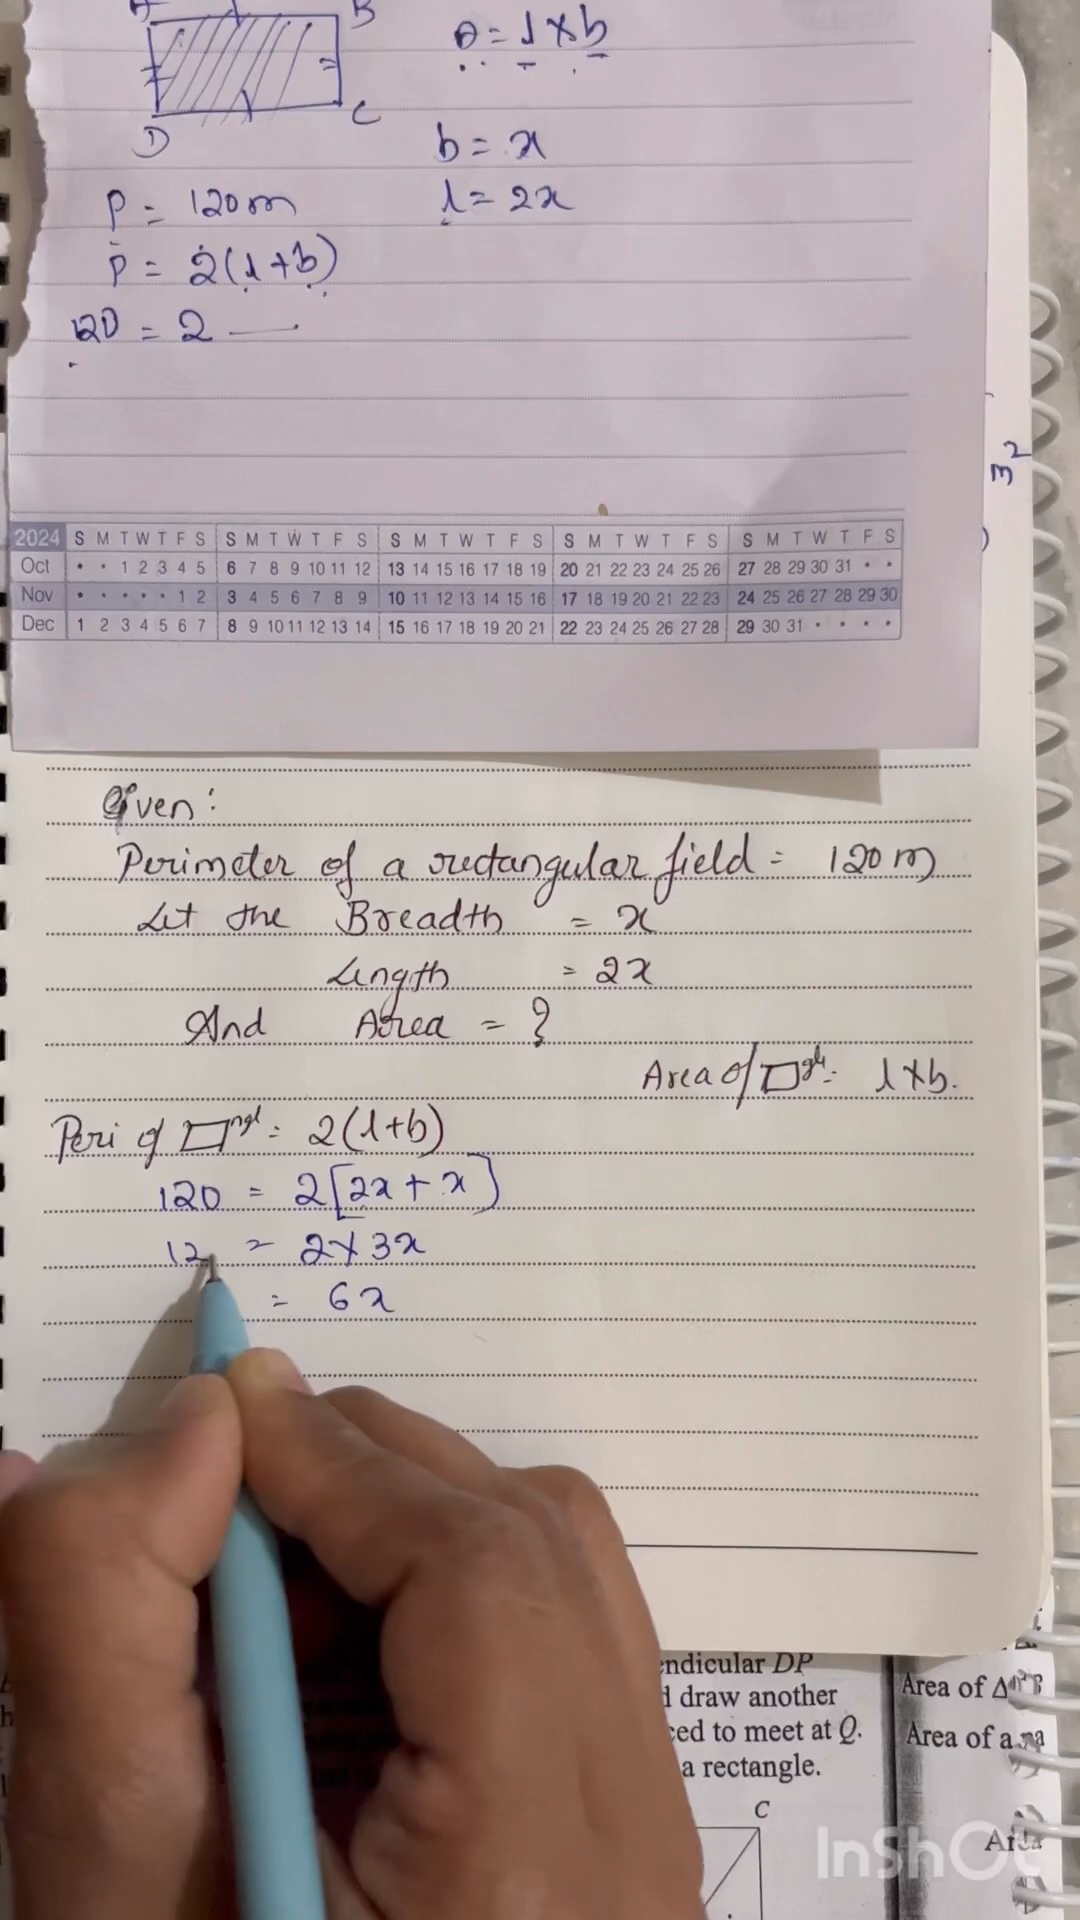 B
a = l × b
D
C
b = x
l = 2x
P = 120 m
P = 2(l+b)
120 = 2
m²
2024 S M T W T F S S M T W T F S S M T W T F S S M T W T F S S M T W T F S
Oct • • 1 2 3 4 5 6 7 8 9 10 11 12 13 14 15 16 17 18 19 20 21 22 23 24 25 26 27 28 29 30 31 • •
Nov • • • • • 1 2 3 4 5 6 7 8 9 10 11 12 13 14 15 16 17 18 19 20 21 22 23 24 25 26 27 28 29 30
Dec 1 2 3 4 5 6 7 8 9 10 11 12 13 14 15 16 17 18 19 20 21 22 23 24 25 26 27 28 29 30 31 • • • •
Given:
Perimeter of a rectangular field = 120 m
Let the Breadth = x
Length = 2x
And Area = ?
Area of ▭gle = l×b.
Peri of ▭ngl = 2(l+b)
120 = 2[2x + x]
12 = 2 × 3x
= 6x
endicular DP
draw another
ced to meet at Q.
a rectangle.
C
Area of Δ
Area of a pa
Area
InShOt